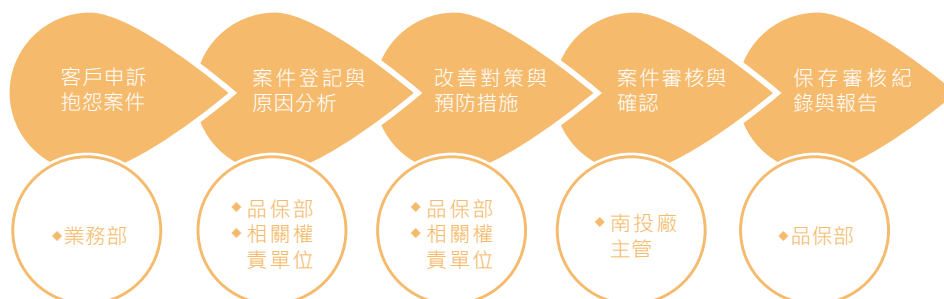 客戶申訴
抱怨案件
案件登記與
原因分析
改善對策與
預防措施
案件審核與
確認
保存審核紀
錄與報告
◆業務部
◆品保部
◆相關權
責單位
◆品保部
◆相關權
責單位
◆南投廠
主管
◆品保部